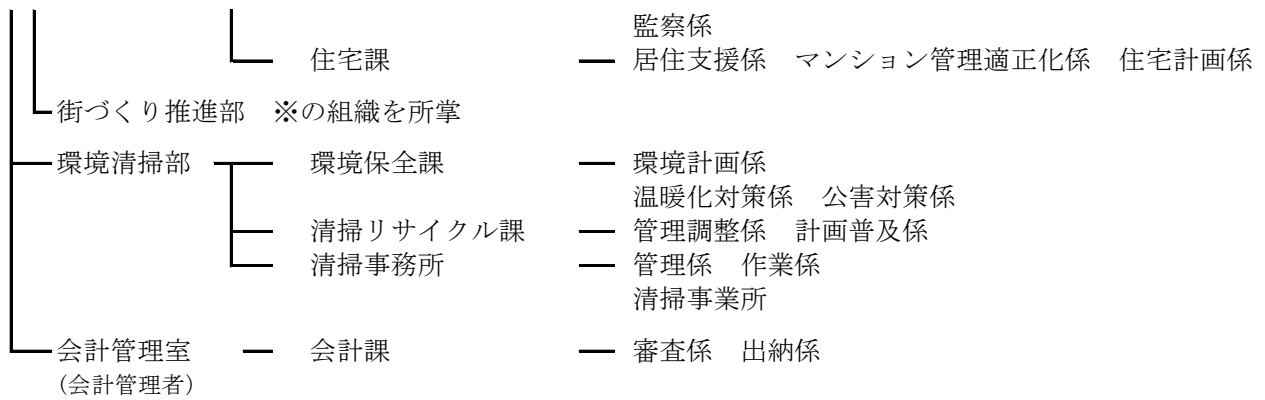 監察係
住宅課 居住支援係 マンション管理適正化係 住宅計画係
街づくり推進部 ※の組織を所掌
環境清掃部 環境保全課 環境計画係
温暖化対策係 公害対策係
清掃リサイクル課 管理調整係 計画普及係
清掃事務所 管理係 作業係
清掃事業所
会計管理室 会計課 審査係 出納係
(会計管理者)